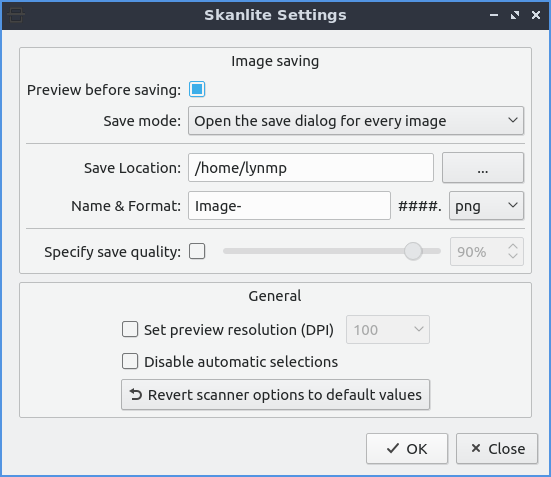 Skanlite Settings
Image saving
Preview before saving:
Save mode: Open the save dialog for every image
Save Location: /home/lynmp ...
Name & Format: Image- ####. png
Specify save quality: 90%
General
Set preview resolution (DPI) 100
Disable automatic selections
Revert scanner options to default values
OK Close